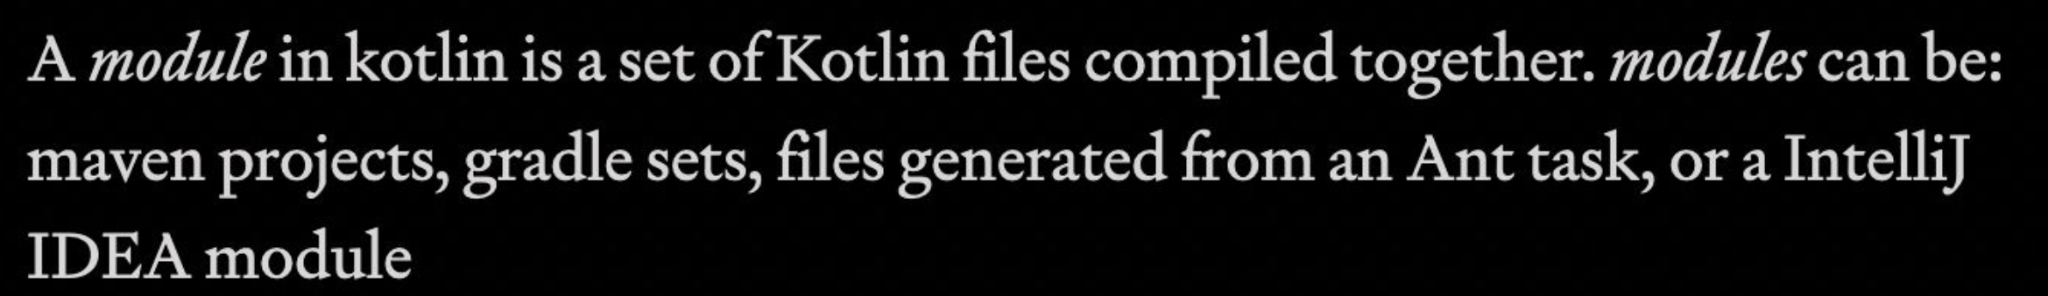 A module in kotlin is a set of Kotlin files compiled together. modules can be:
maven projects, gradle sets, files generated from an Ant task, or a IntelliJ
IDEA module